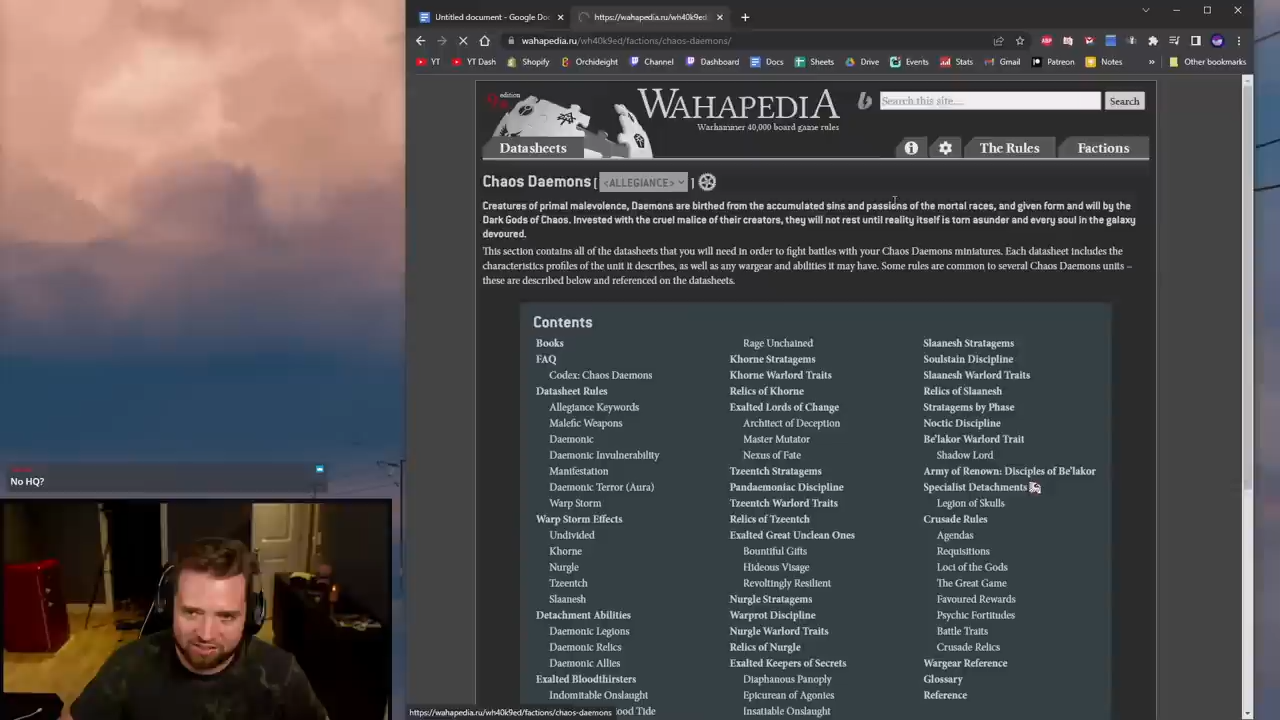 Untitled document - Google Doc
https://wahapedia.ru/wh40k9ed
wahapedia.ru/wh40k9ed/factions/chaos-daemons/
YT
YT Dash
Shopify
Orchideight
Channel
Dashboard
Docs
Sheets
Drive
Events
Stats
Gmail
Patreon
Notes
Other bookmarks
edition
WAHAPEDIA
Warhammer 40,000 board game rules
Search this site...
Search
Datasheets
The Rules
Factions
Chaos Daemons [ <ALLEGIANCE> ]
Creatures of primal malevolence, Daemons are birthed from the accumulated sins and passions of the mortal races, and given form and will by the
Dark Gods of Chaos. Invested with the cruel malice of their creators, they will not rest until reality itself is torn asunder and every soul in the galaxy
devoured.
This section contains all of the datasheets that you will need in order to fight battles with your Chaos Daemons miniatures. Each datasheet includes the
characteristics profiles of the unit it describes, as well as any wargear and abilities it may have. Some rules are common to several Chaos Daemons units –
these are described below and referenced on the datasheets.
Contents
Books
FAQ
Codex: Chaos Daemons
Datasheet Rules
Allegiance Keywords
Malefic Weapons
Daemonic
Daemonic Invulnerability
Manifestation
Daemonic Terror (Aura)
Warp Storm
Warp Storm Effects
Undivided
Khorne
Nurgle
Tzeentch
Slaanesh
Detachment Abilities
Daemonic Legions
Daemonic Relics
Daemonic Allies
Exalted Bloodthirsters
Indomitable Onslaught
ood Tide
Rage Unchained
Khorne Stratagems
Khorne Warlord Traits
Relics of Khorne
Exalted Lords of Change
Architect of Deception
Master Mutator
Nexus of Fate
Tzeentch Stratagems
Pandaemoniac Discipline
Tzeentch Warlord Traits
Relics of Tzeentch
Exalted Great Unclean Ones
Bountiful Gifts
Hideous Visage
Revoltingly Resilient
Nurgle Stratagems
Warprot Discipline
Nurgle Warlord Traits
Relics of Nurgle
Exalted Keepers of Secrets
Diaphanous Panoply
Epicurean of Agonies
Insatiable Onslaught
Slaanesh Stratagems
Soulstain Discipline
Slaanesh Warlord Traits
Relics of Slaanesh
Stratagems by Phase
Noctic Discipline
Be'lakor Warlord Trait
Shadow Lord
Army of Renown: Disciples of Be'lakor
Specialist Detachments
Legion of Skulls
Crusade Rules
Agendas
Requisitions
Loci of the Gods
The Great Game
Favoured Rewards
Psychic Fortitudes
Battle Traits
Crusade Relics
Wargear Reference
Glossary
Reference
https://wahapedia.ru/wh40k9ed/factions/chaos-daemons
No HQ?